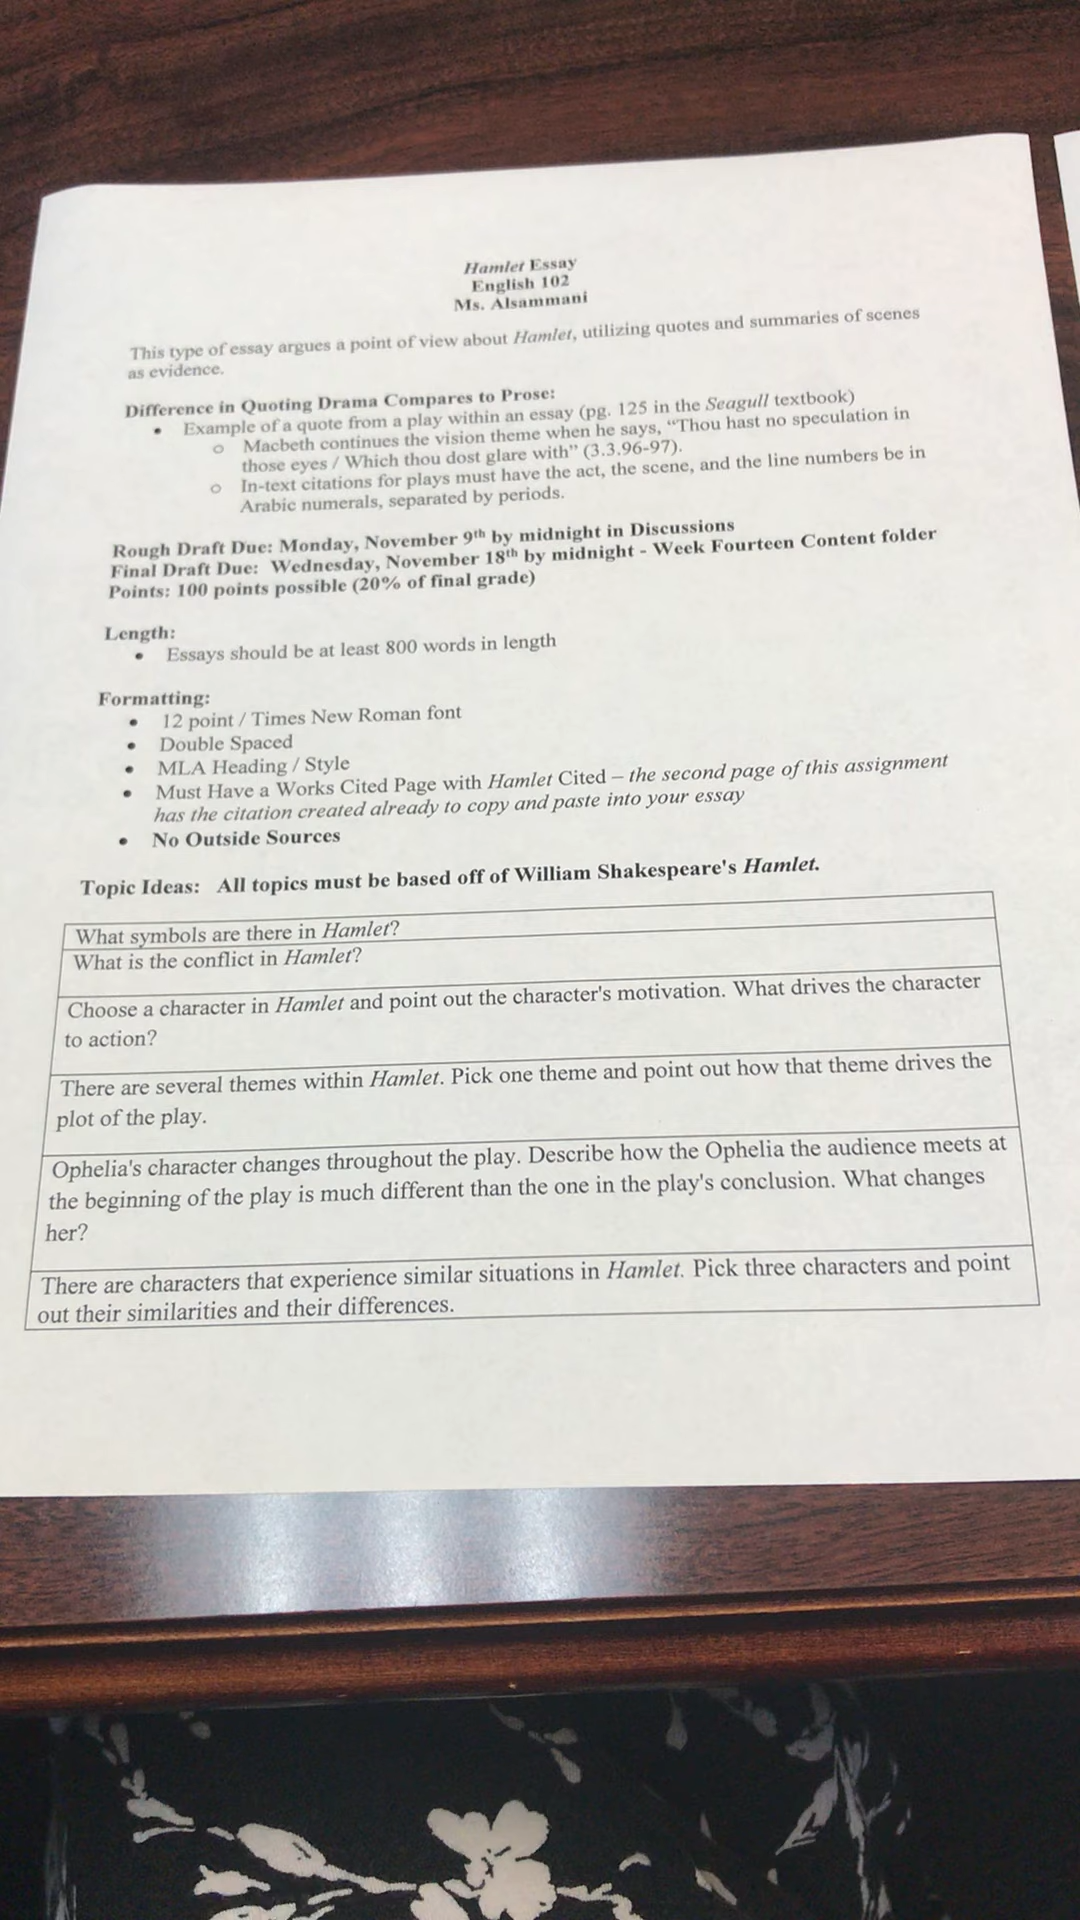 Hamlet Essay
English 102
Ms. Alsammani
This type of essay argues a point of view about Hamlet, utilizing quotes and summaries of scenes
as evidence.
Difference in Quoting Drama Compares to Prose:
• Example of a quote from a play within an essay (pg. 125 in the Seagull textbook)
o Macbeth continues the vision theme when he says, “Thou hast no speculation in
those eyes / Which thou dost glare with” (3.3.96-97).
o In-text citations for plays must have the act, the scene, and the line numbers be in
Arabic numerals, separated by periods.
Rough Draft Due: Monday, November 9th by midnight in Discussions
Final Draft Due: Wednesday, November 18th by midnight - Week Fourteen Content folder
Points: 100 points possible (20% of final grade)
Length:
• Essays should be at least 800 words in length
Formatting:
• 12 point / Times New Roman font
• Double Spaced
• MLA Heading / Style
• Must Have a Works Cited Page with Hamlet Cited – the second page of this assignment
has the citation created already to copy and paste into your essay
• No Outside Sources
Topic Ideas: All topics must be based off of William Shakespeare's Hamlet.
What symbols are there in Hamlet?
What is the conflict in Hamlet?
Choose a character in Hamlet and point out the character's motivation. What drives the character
to action?
There are several themes within Hamlet. Pick one theme and point out how that theme drives the
plot of the play.
Ophelia's character changes throughout the play. Describe how the Ophelia the audience meets at
the beginning of the play is much different than the one in the play's conclusion. What changes
her?
There are characters that experience similar situations in Hamlet. Pick three characters and point
out their similarities and their differences.